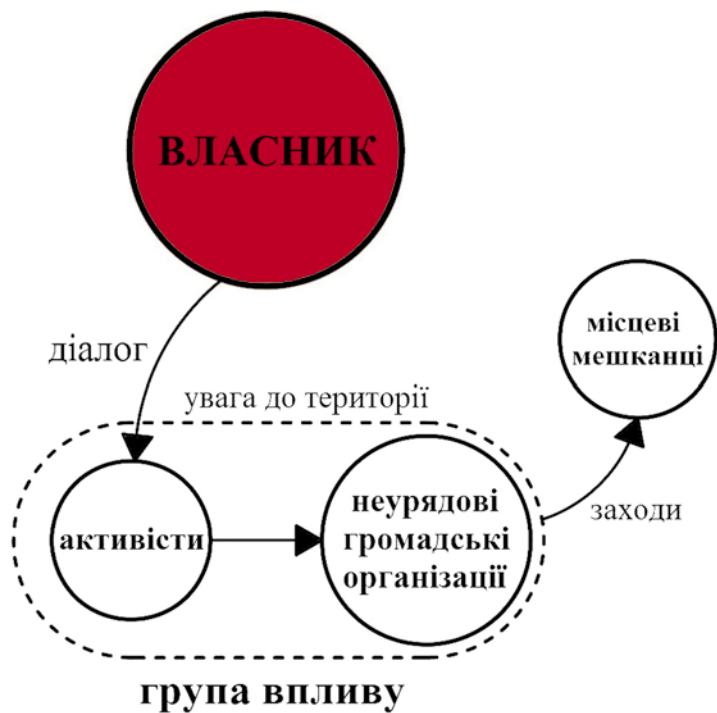 ВЛАСНИК
діалог
місцеві
мешканці
увага до території
активісти
неурядові
громадські
організації
заходи
група впливу